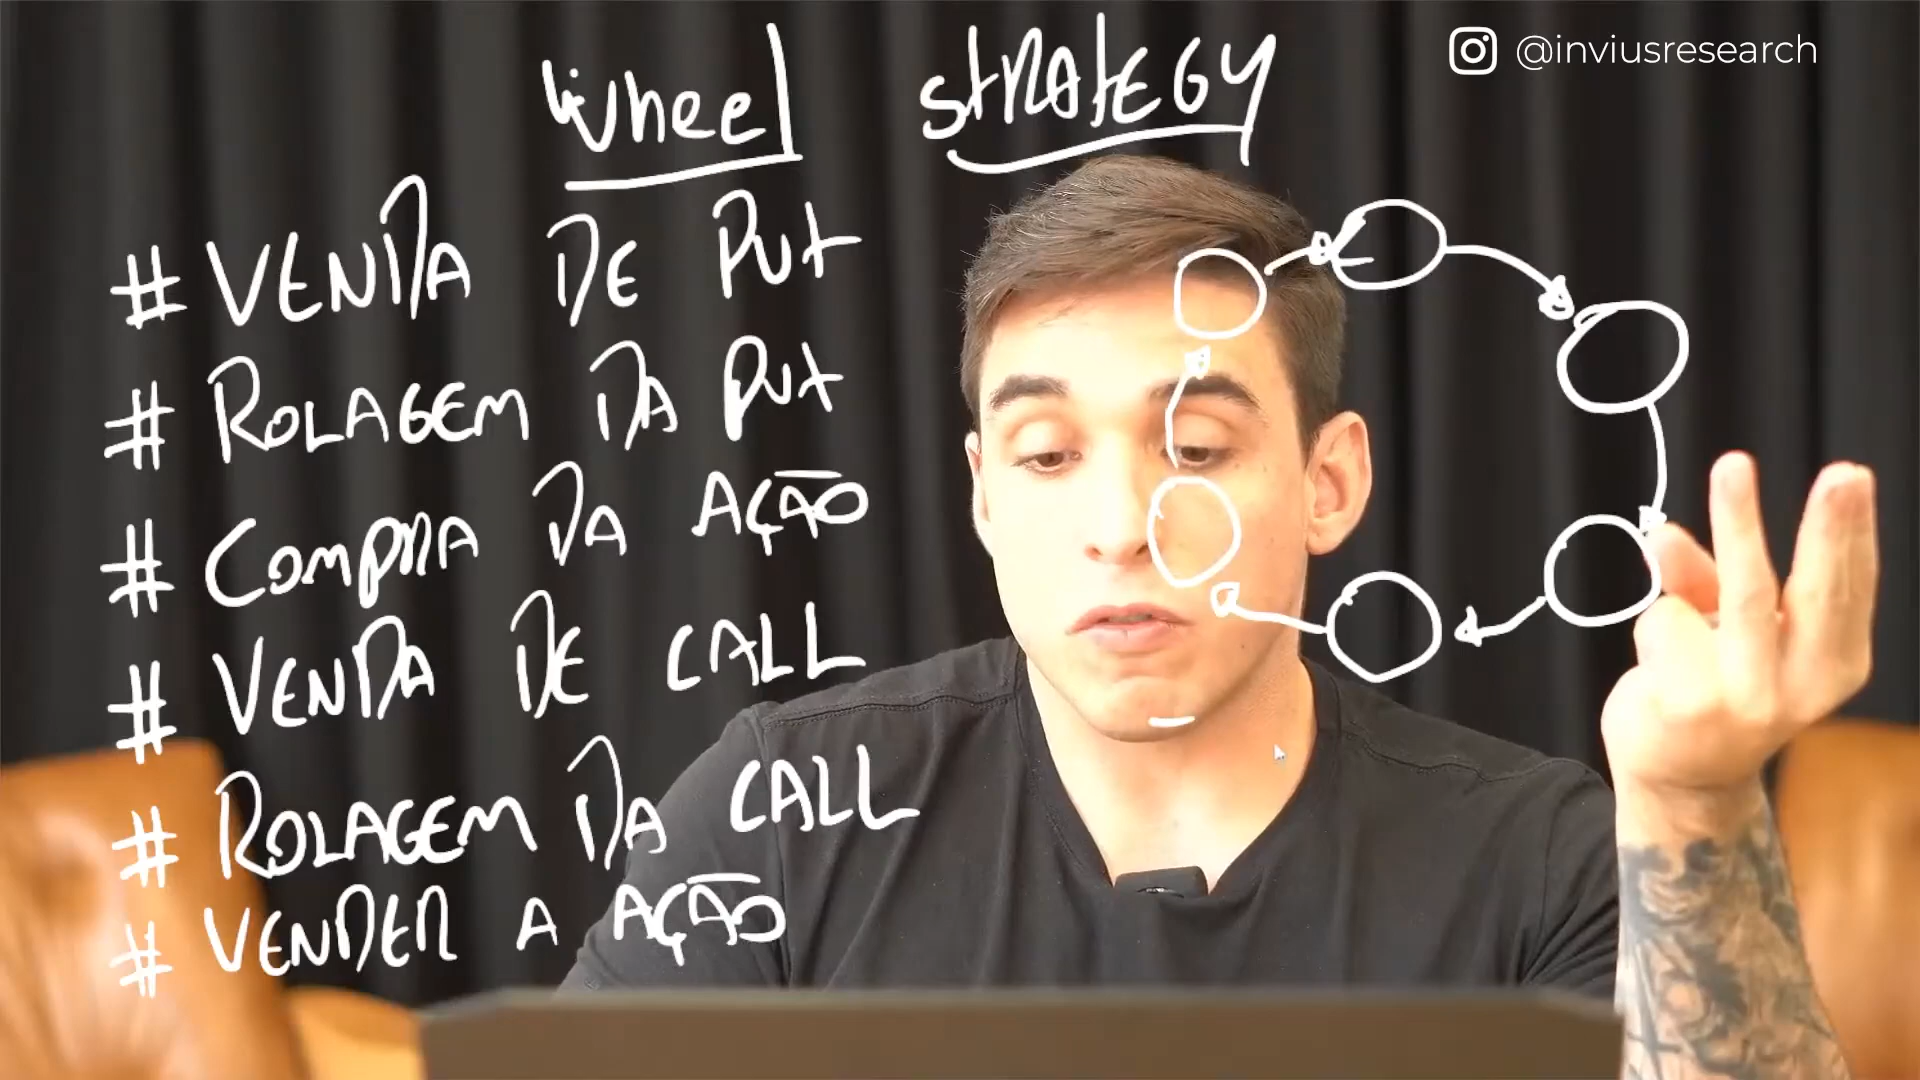 @inviusresearch
Wheel STRATEGY
# VENDA DE PUT
# ROLAGEM DA PUT
# COMPRA DA AÇÃO
# VENDA DE CALL
# ROLAGEM DA CALL
# VENDER A AÇÃO